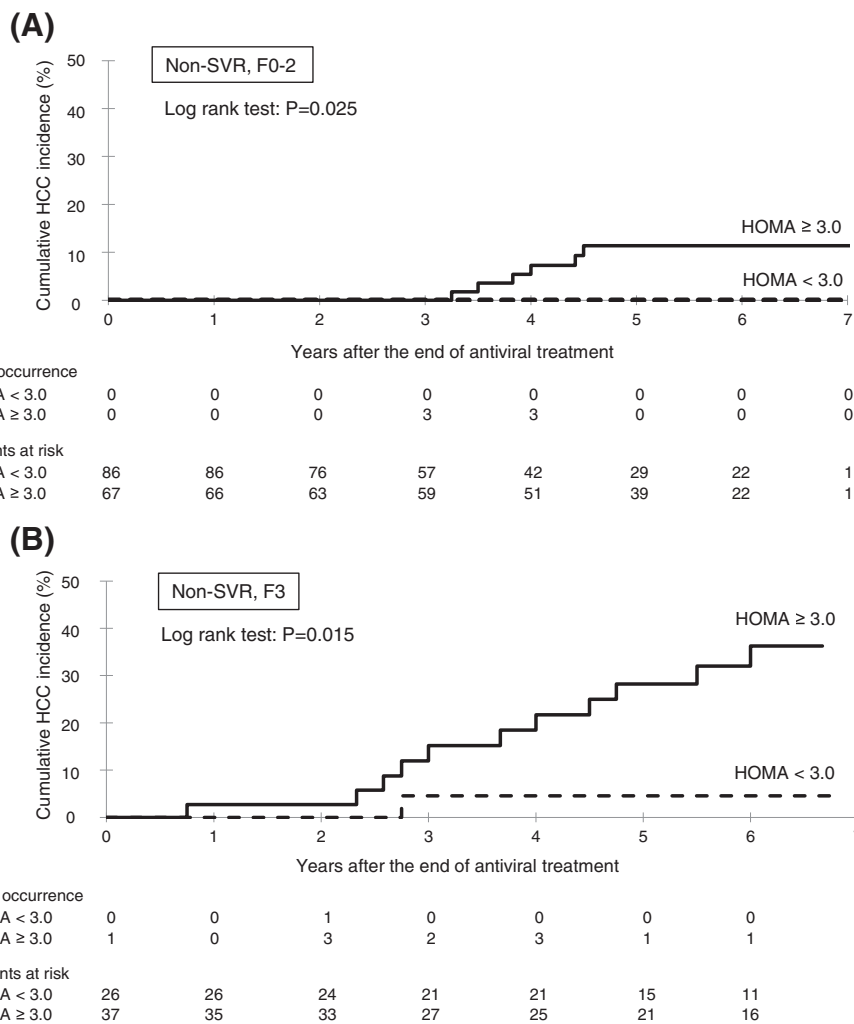 (A)
50
Non-SVR, F0-2
40
Log rank test: P=0.025
30
20
HOMA ≥ 3.0
10
HOMA < 3.0
0
Cumulative HCC incidence (%)
0 1 2 3 4 5 6 7
Years after the end of antiviral treatment
occurrence
A < 3.0 0 0 0 0 0 0 0 0
A ≥ 3.0 0 0 0 3 3 0 0 0
nts at risk
A < 3.0 86 86 76 57 42 29 22 1
A ≥ 3.0 67 66 63 59 51 39 22 1
(B)
50
Non-SVR, F3
40
HOMA ≥ 3.0
Log rank test: P=0.015
30
20
10
HOMA < 3.0
0
Cumulative HCC incidence (%)
0 1 2 3 4 5 6
Years after the end of antiviral treatment
occurrence
A < 3.0 0 0 1 0 0 0 0
A ≥ 3.0 1 0 3 2 3 1 1
nts at risk
A < 3.0 26 26 24 21 21 15 11
A ≥ 3.0 37 35 33 27 25 21 16